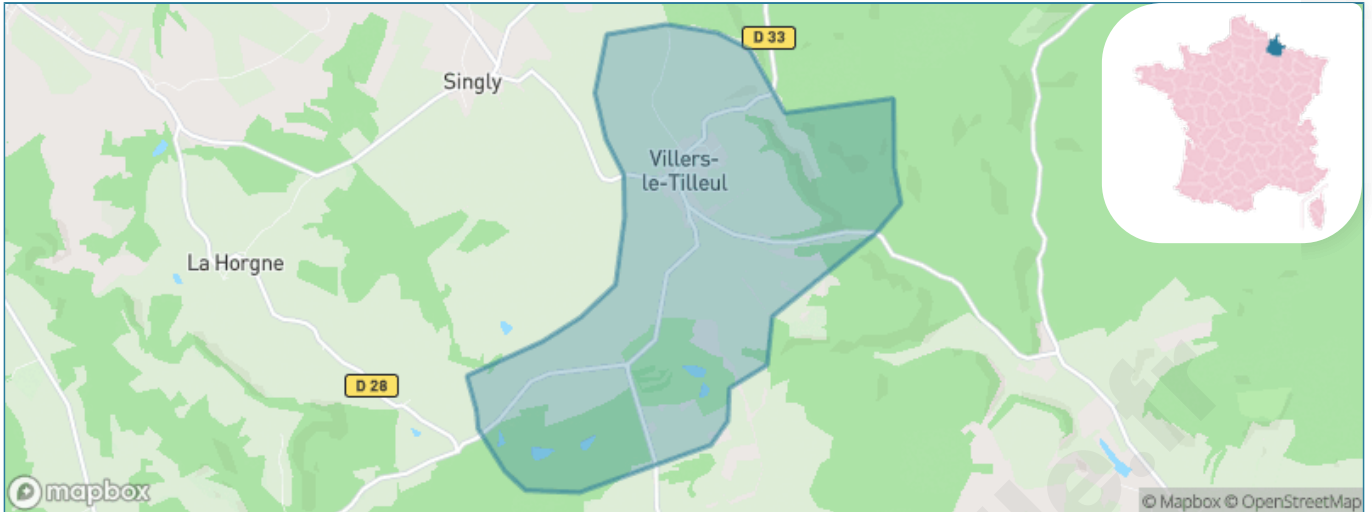 D 33
Singly
Villers-
le-Tilleul
La Horgne
D 28
mapbox
© Mapbox © OpenStreetMap